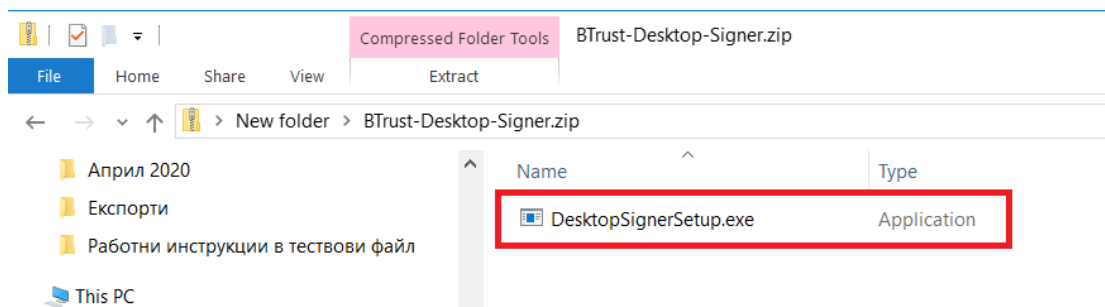 Compressed Folder Tools BTrust-Desktop-Signer.zip
File Home Share View Extract
New folder > BTrust-Desktop-Signer.zip
Април 2020
Експорти
Работни инструкции в тествови файл
This PC
Name Type
DesktopSignerSetup.exe Application